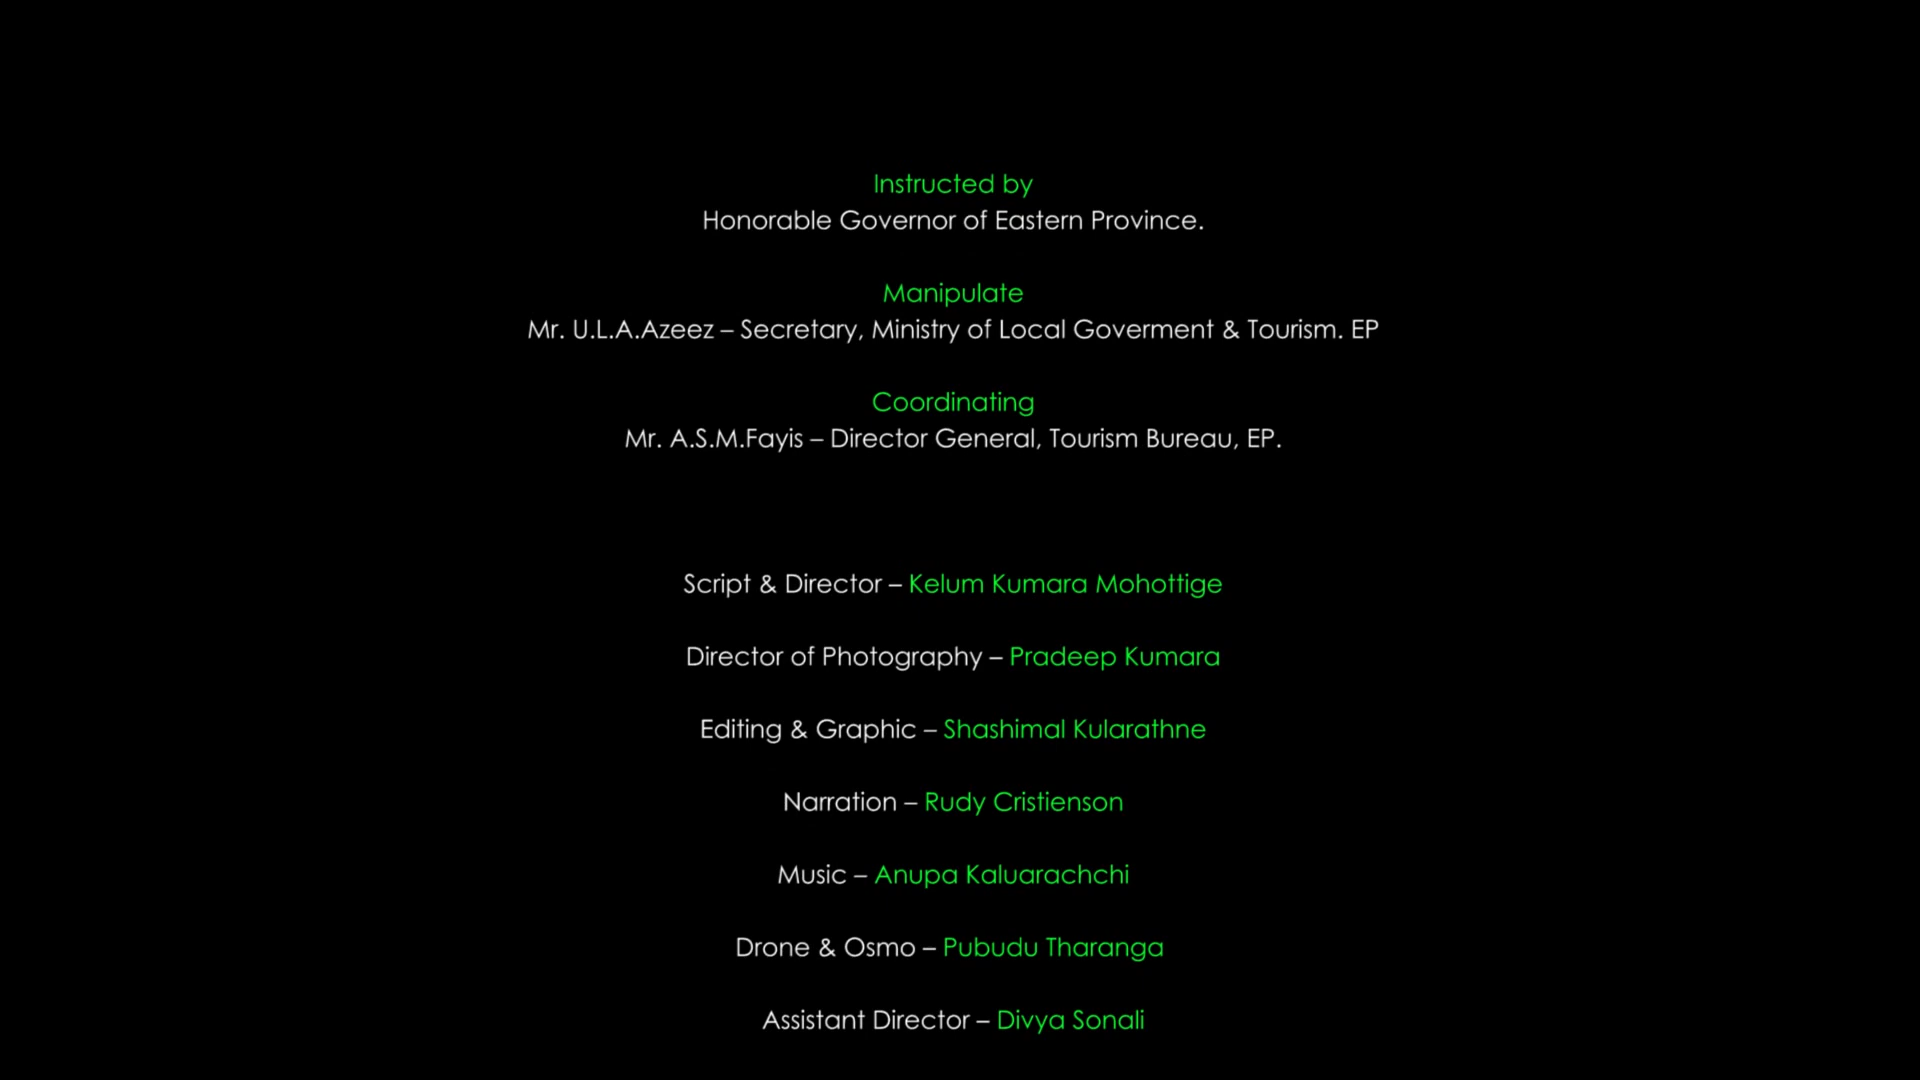 Instructed by
Honorable Governor of Eastern Province.
Manipulate
Mr. U.L.A.Azeez – Secretary, Ministry of Local Goverment & Tourism. EP
Coordinating
Mr. A.S.M.Fayis – Director General, Tourism Bureau, EP.
Script & Director – Kelum Kumara Mohottige
Director of Photography – Pradeep Kumara
Editing & Graphic – Shashimal Kularathne
Narration – Rudy Cristienson
Music – Anupa Kaluarachchi
Drone & Osmo – Pubudu Tharanga
Assistant Director – Divya Sonali